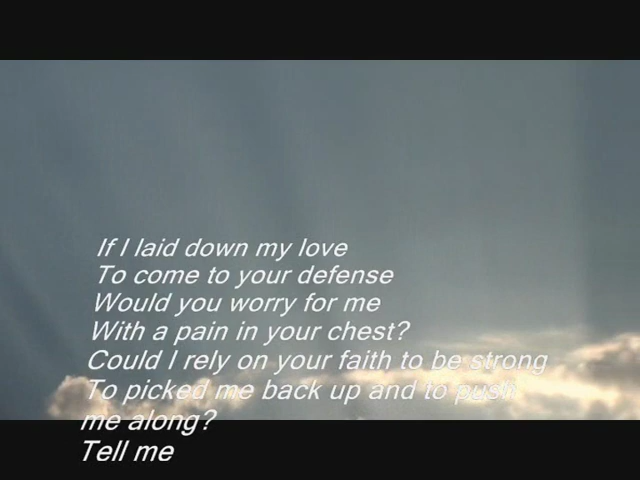 If I laid down my love
To come to your defense
Would you worry for me
With a pain in your chest?
Could I rely on your faith to be strong
To picked me back up and to push
me along?
Tell me